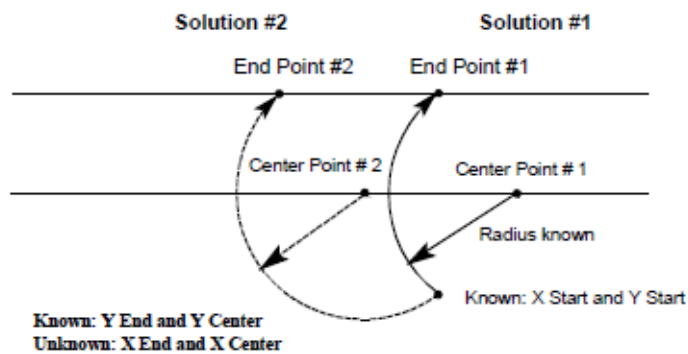 Solution #2 Solution #1
End Point #2 End Point #1
Center Point # 2 Center Point # 1
Radius known
Known: X Start and Y Start
Known: Y End and Y Center
Unknown: X End and X Center